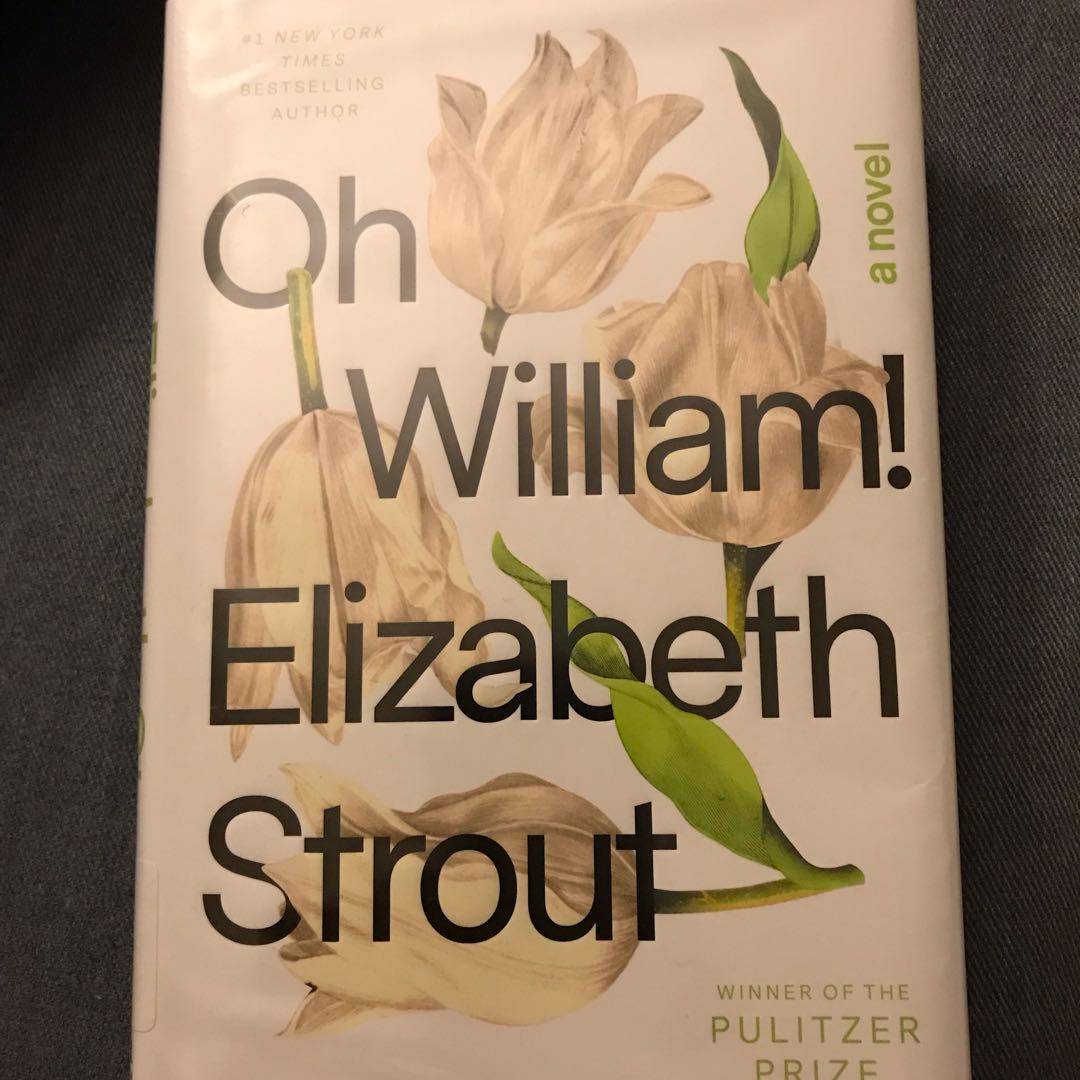 #1 NEW YORK
TIMES
BESTSELLING
AUTHOR
Oh
a novel
William!
Elizabeth
Strout
WINNER OF THE
PULITZER
PRIZE